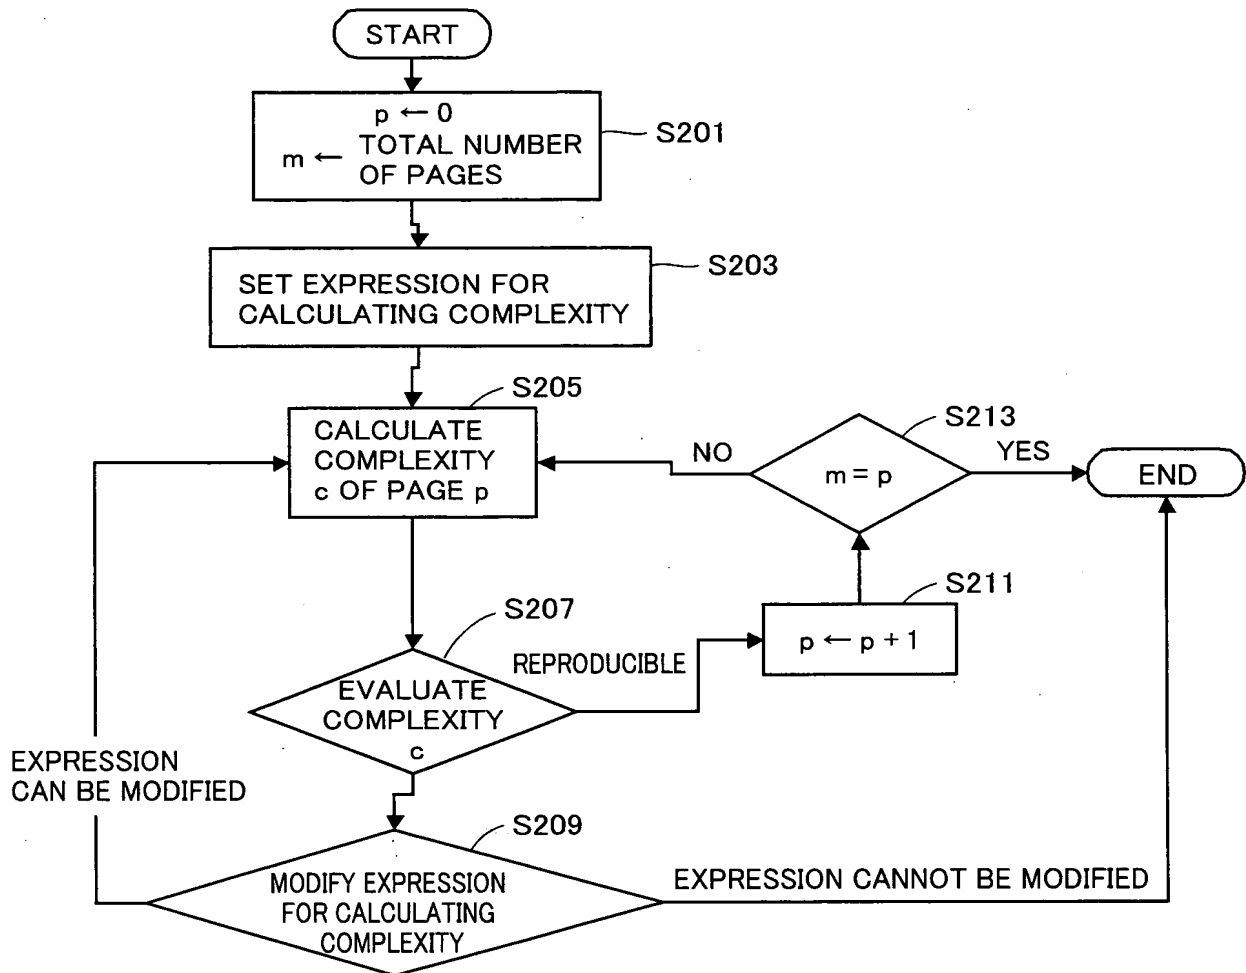 START
p ← 0
m ← TOTAL NUMBER
OF PAGES
S201
SET EXPRESSION FOR
CALCULATING COMPLEXITY
S203
S205
CALCULATE
COMPLEXITY
c OF PAGE p
S213
NO
m = p
YES
END
S211
p ← p + 1
S207
REPRODUCIBLE
EVALUATE
COMPLEXITY
c
EXPRESSION
CAN BE MODIFIED
S209
MODIFY EXPRESSION
FOR CALCULATING
COMPLEXITY
EXPRESSION CANNOT BE MODIFIED